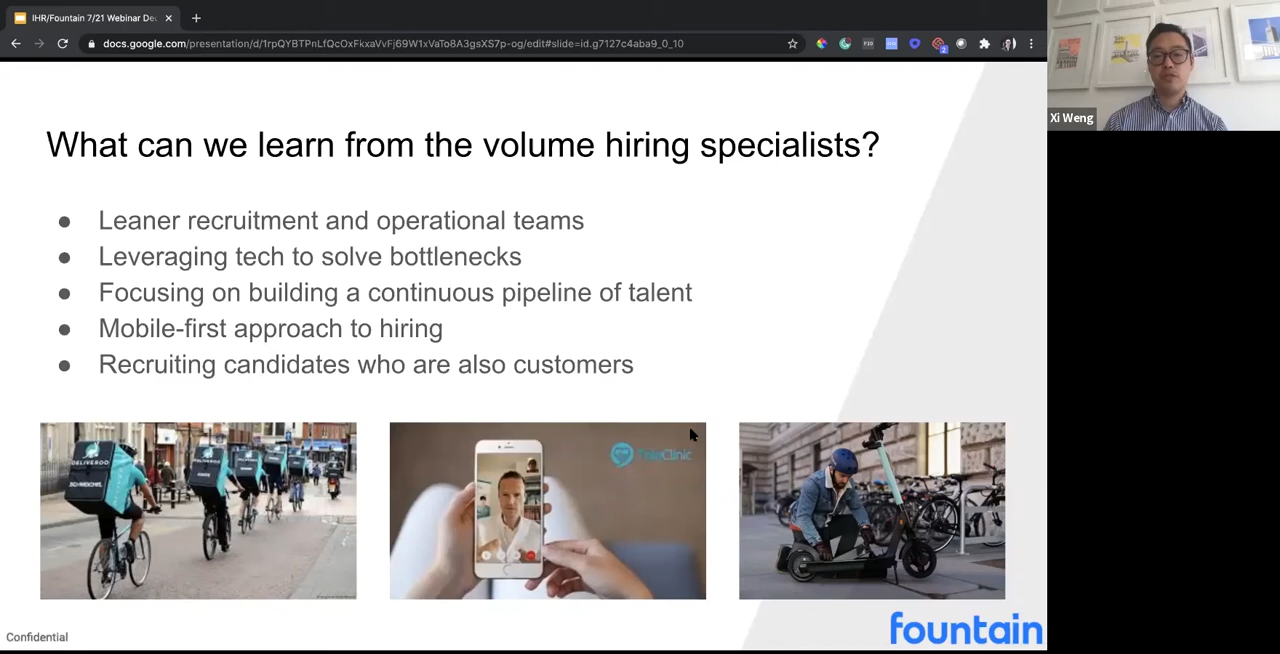 IHR/Fountain 7/21 Webinar Dec
docs.google.com/presentation/d/1rpQYBTPnLfQcOxFkxaVvFj69W1xVaTo8A3gsXS7p-og/edit#slide=id.g7127c4aba9_0_10
Xi Weng
What can we learn from the volume hiring specialists?
● Leaner recruitment and operational teams
● Leveraging tech to solve bottlenecks
● Focusing on building a continuous pipeline of talent
● Mobile-first approach to hiring
● Recruiting candidates who are also customers
DELIVEROO
Confidential
fountain